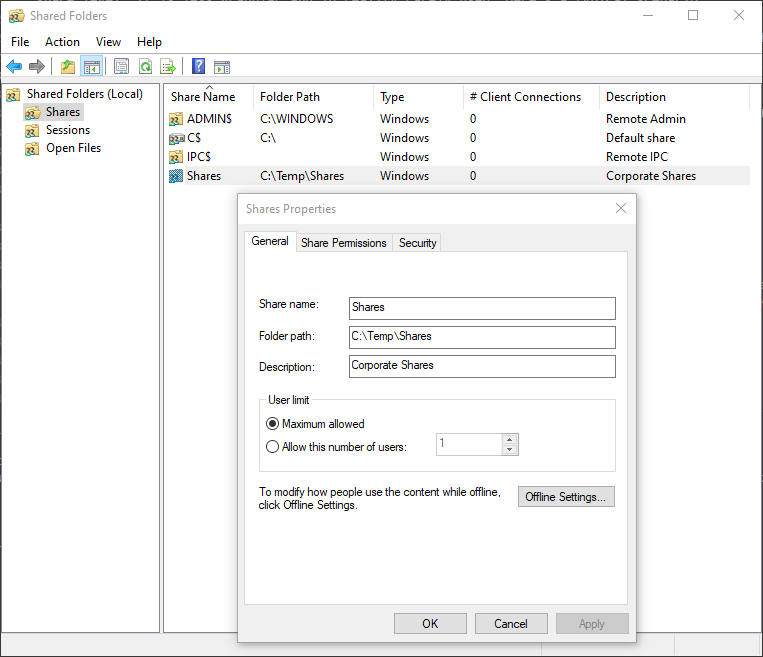 Shared Folders
File Action View Help
Shared Folders (Local)
Shares
Sessions
Open Files
Share Name Folder Path Type # Client Connections Description
ADMIN$ C:\WINDOWS Windows 0 Remote Admin
C$ C:\ Windows 0 Default share
IPC$ Windows 0 Remote IPC
Shares C:\Temp\Shares Windows 0 Corporate Shares
Shares Properties
General Share Permissions Security
Share name: Shares
Folder path: C:\Temp\Shares
Description: Corporate Shares
User limit
Maximum allowed
Allow this number of users: 1
To modify how people use the content while offline,
click Offline Settings.
Offline Settings...
OK Cancel Apply